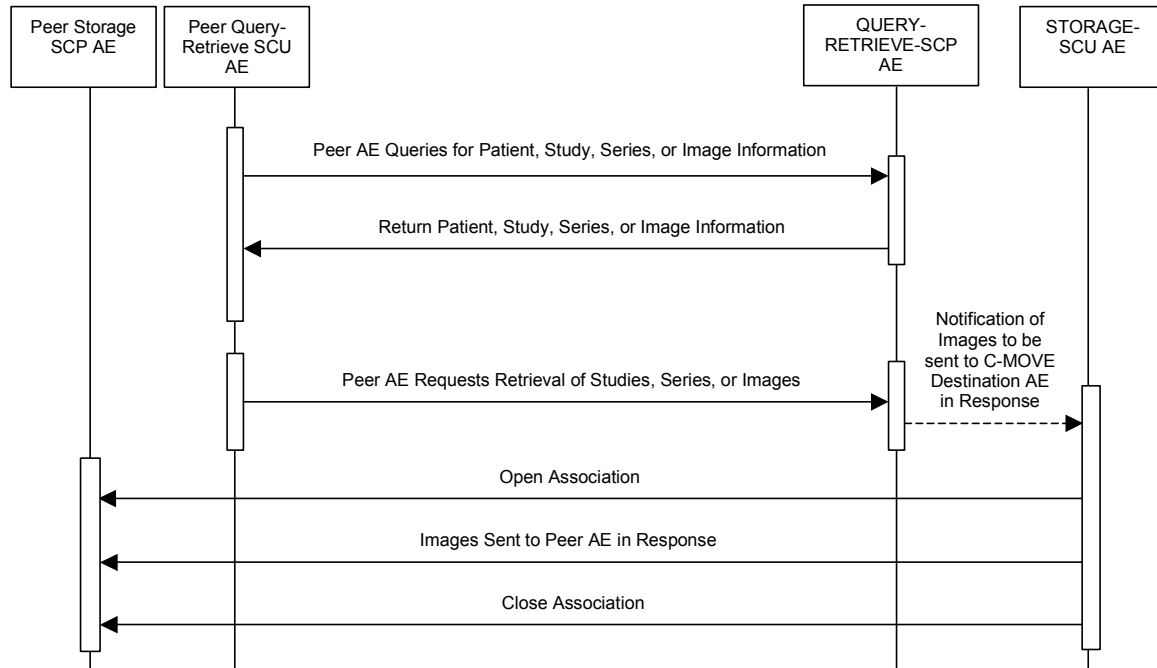 Peer Storage
SCP AE
Peer Query-
Retrieve SCU
AE
QUERY-
RETRIEVE-SCP
AE
STORAGE-
SCU AE
Peer AE Queries for Patient, Study, Series, or Image Information
Return Patient, Study, Series, or Image Information
Notification of
Images to be
sent to C-MOVE
Destination AE
in Response
Peer AE Requests Retrieval of Studies, Series, or Images
Open Association
Images Sent to Peer AE in Response
Close Association